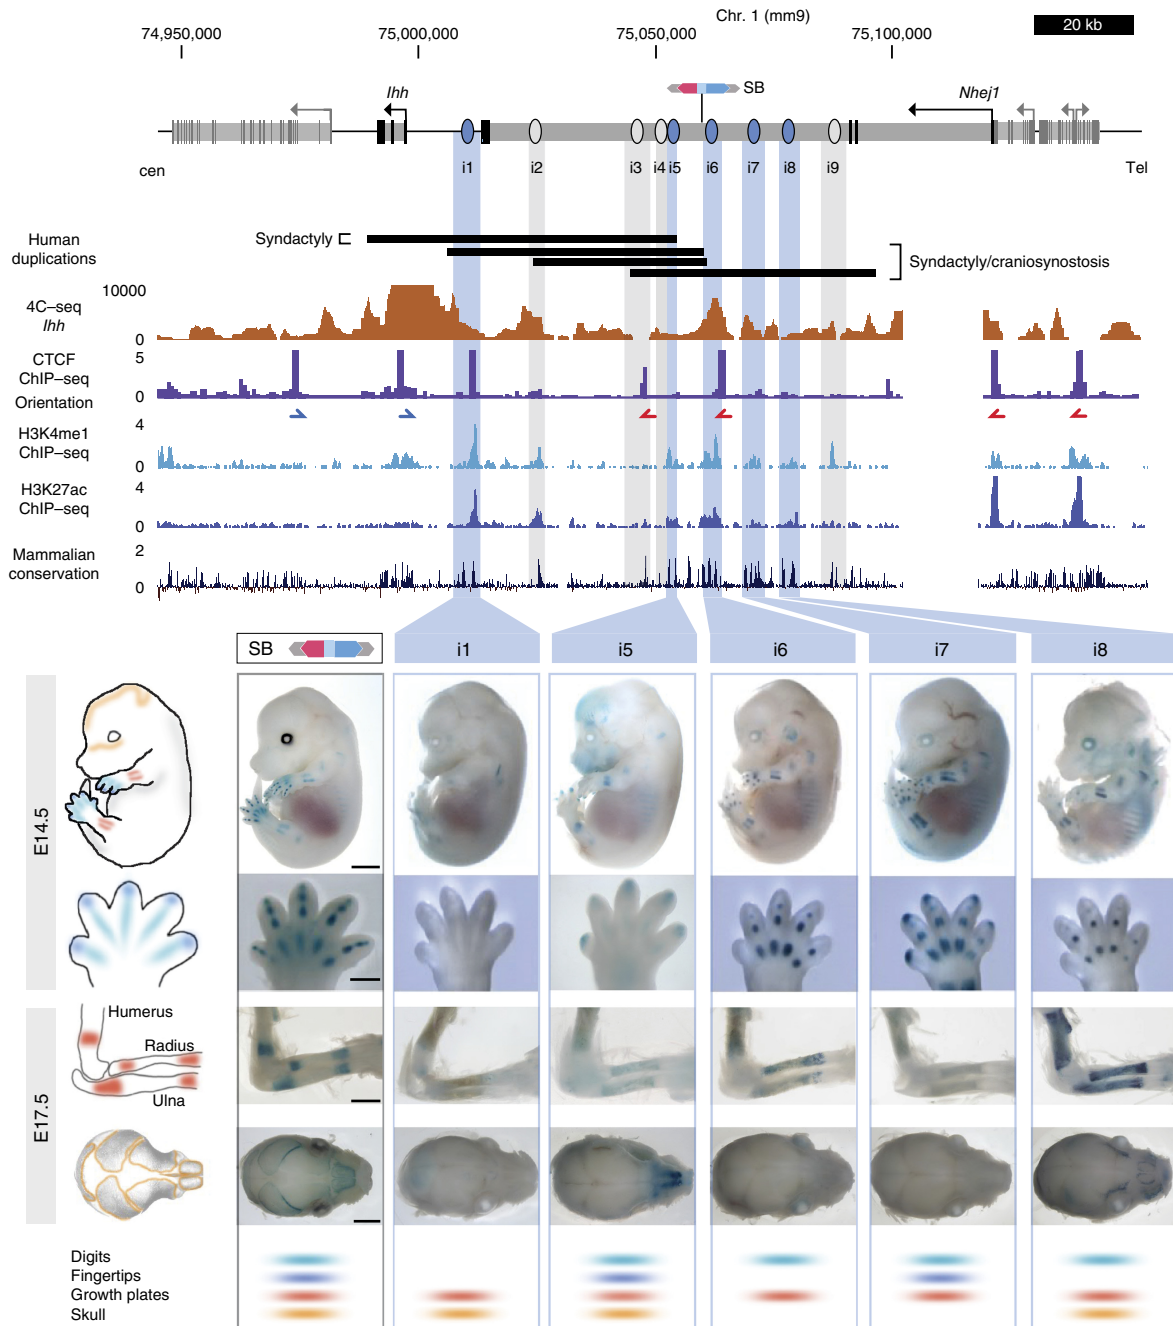 Chr. 1 (mm9)
20 kb
74,950,000
75,000,000
75,050,000
75,100,000
SB
Ihh
Nhej1
cen
i1
i2
i3
i4
i5
i6
i7
i8
i9
Tel
Human
duplications
Syndactyly
Syndactyly/craniosynostosis
4C–seq
Ihh
10000
0
CTCF
ChIP–seq
5
0
Orientation
H3K4me1
ChIP–seq
4
0
H3K27ac
ChIP–seq
4
0
Mammalian
conservation
2
0
SB
i1
i5
i6
i7
i8
E14.5
E17.5
Humerus
Radius
Ulna
Digits
Fingertips
Growth plates
Skull